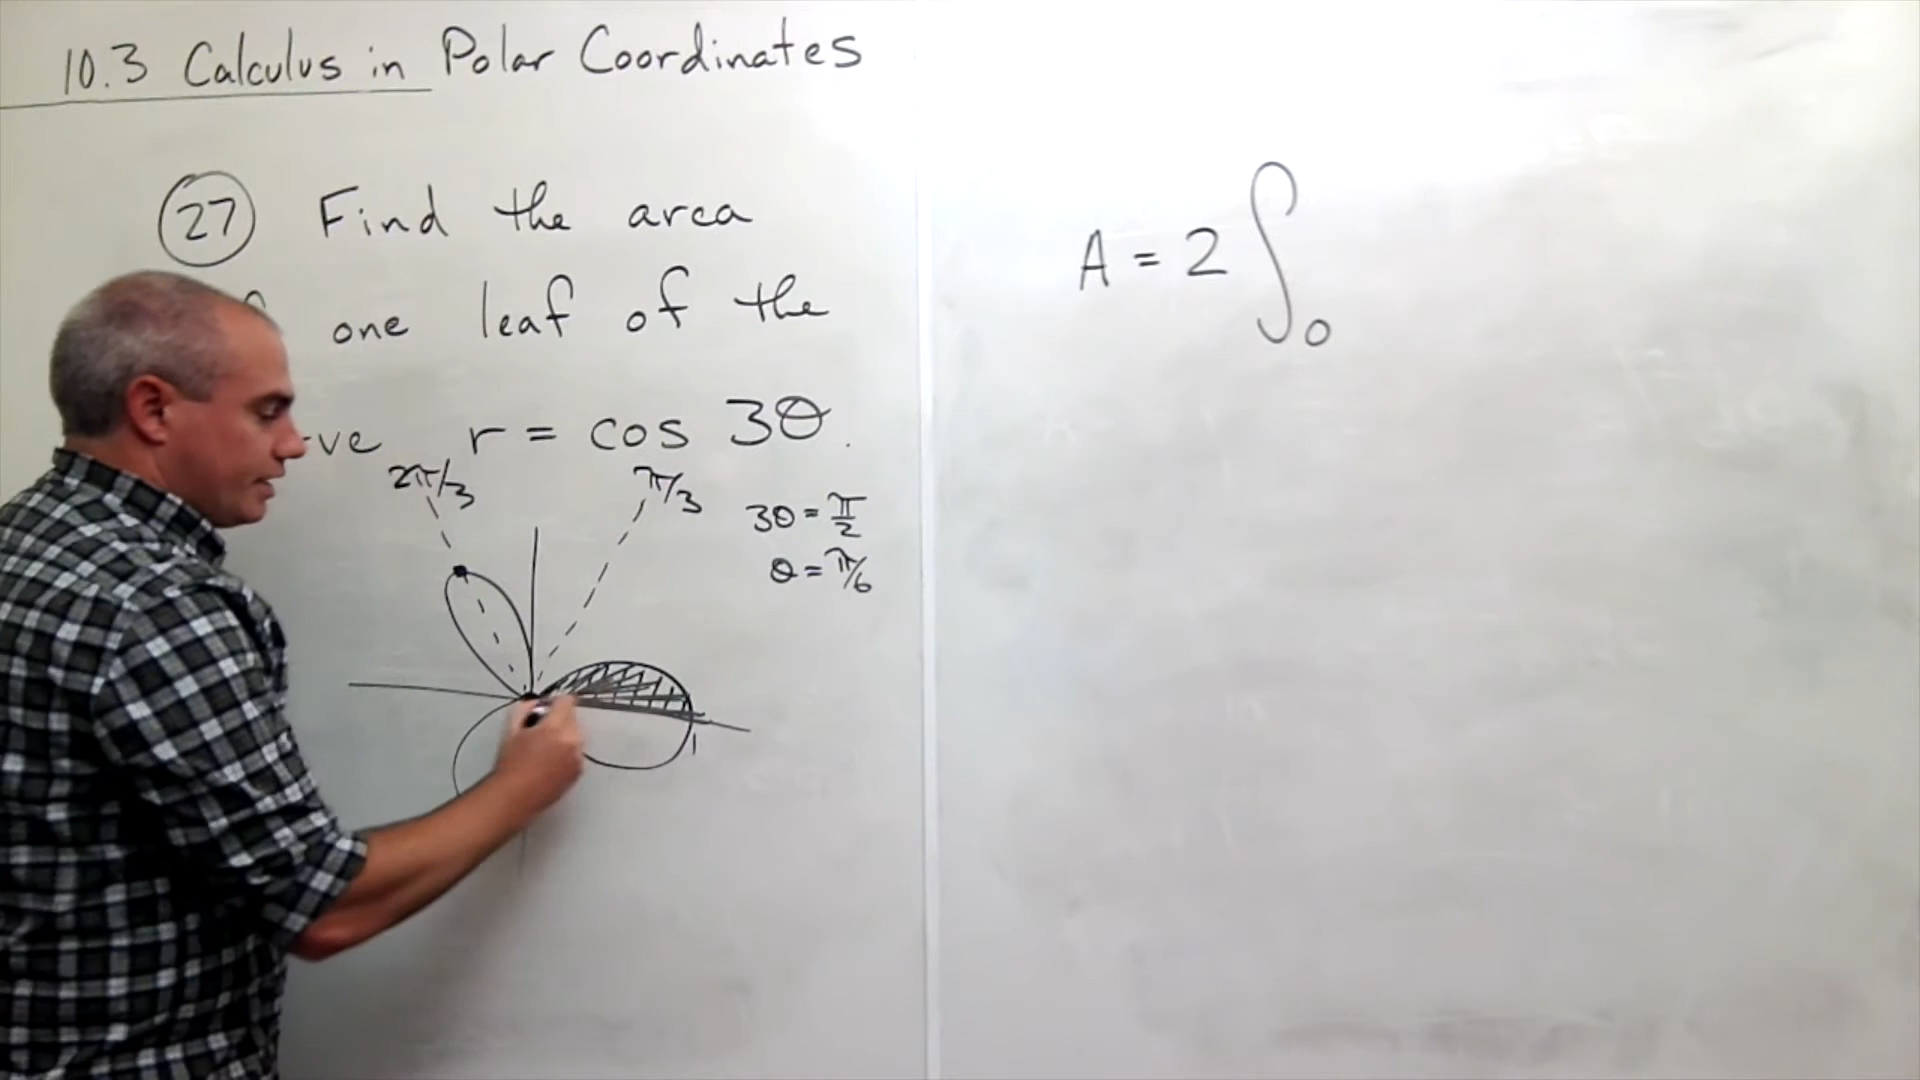 10.3 Calculus in Polar Coordinates
27 Find the area
one leaf of the
r = cos 3θ.
2π/3
π/3
3θ = π/2
θ = π/6
1
A = 2 ∫₀